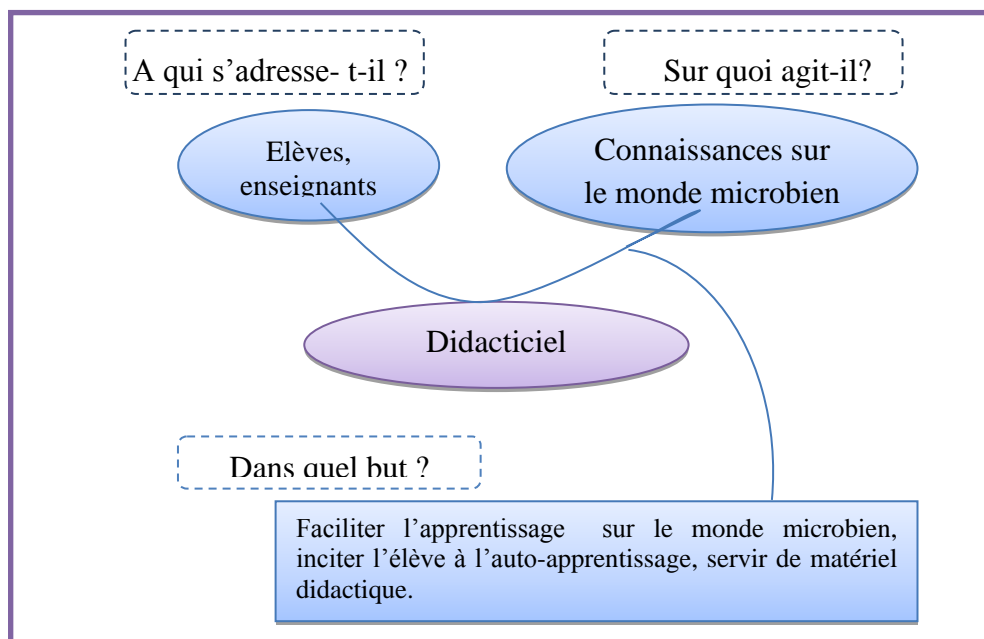 A qui s’adresse- t-il ?
Sur quoi agit-il?
Elèves,
enseignants
Connaissances sur
le monde microbien
Didacticiel
Dans quel but ?
Faciliter l’apprentissage sur le monde microbien,
inciter l’élève à l’auto-apprentissage, servir de matériel
didactique.